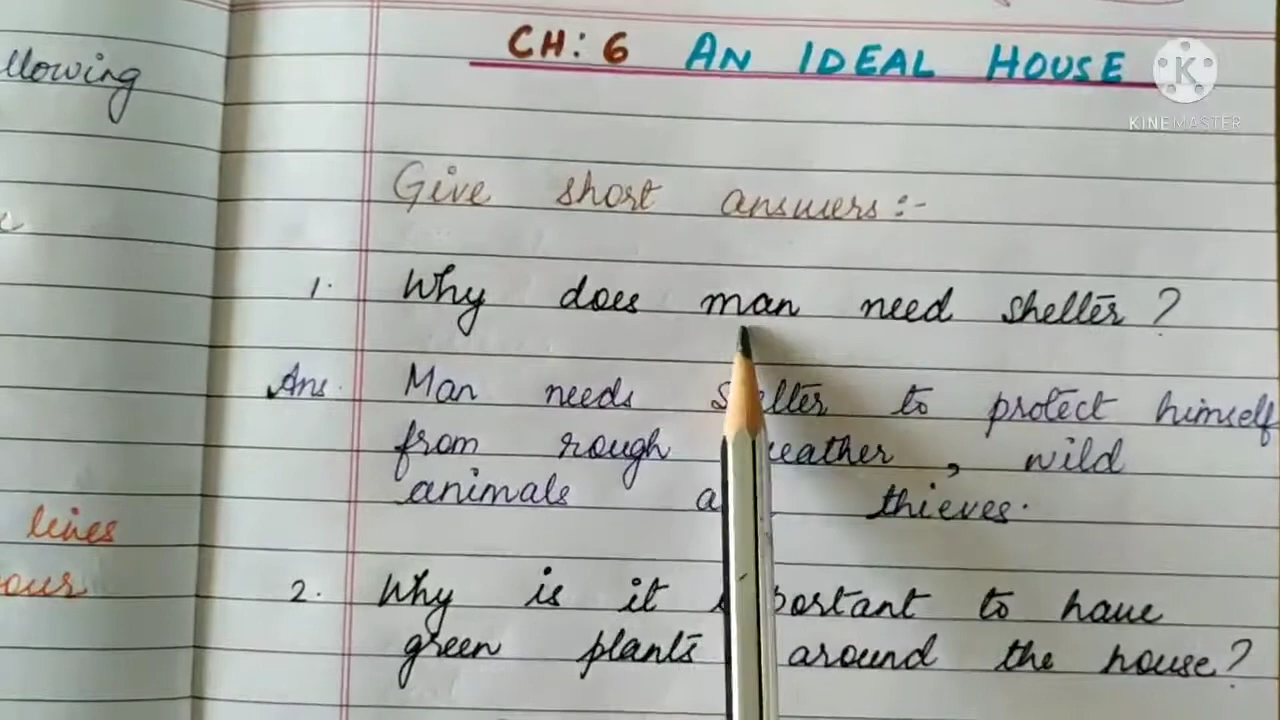 llowing
CH: 6 AN IDEAL HOUSE
KINEMASTER
Give short answers:-
1. Why does man need shelter?
Ans. Man needs to protect himself
from rough , wild
animals thieves.
lines
our
2. Why is it to have
green plants around the house?